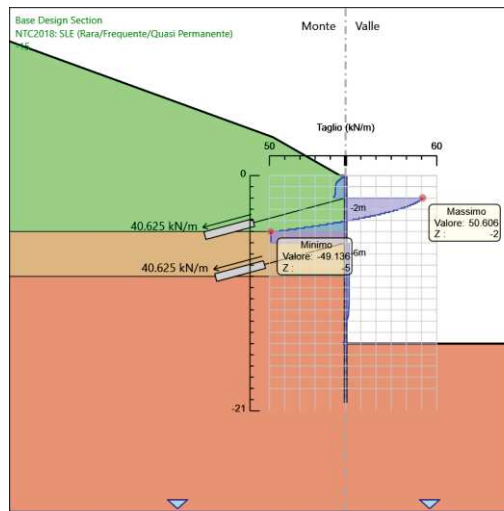 Base Design Section
NTC2018: SLE (Rara/Frequente/Quasi Permanente)
Monte
Valle
Taglio (kN/m)
50
60
0
-2m
Massimo
Valore: 50.606
Z : -2
40.625 kN/m
Minimo
Valore: -49.136
Z : -5
-6m
40.625 kN/m
-21